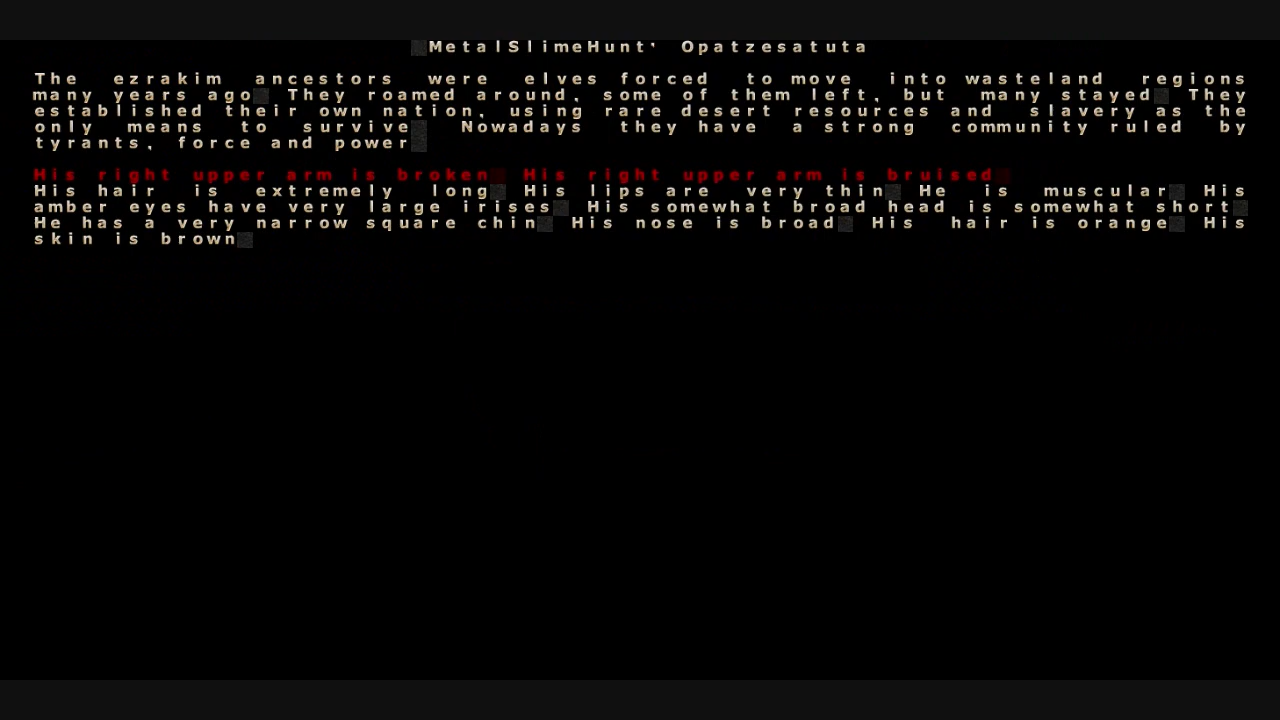 MetalSlimeHunt' Opatzesatuta
The ezrakim ancestors were elves forced to move into wasteland regions
many years ago They roamed around, some of them left, but many stayed They
established their own nation, using rare desert resources and slavery as the
only means to survive Nowadays they have a strong community ruled by
tyrants, force and power
His right upper arm is broken His right upper arm is bruised
His hair is extremely long His lips are very thin He is muscular His
amber eyes have very large irises His somewhat broad head is somewhat short
He has a very narrow square chin His nose is broad His hair is orange His
skin is brown